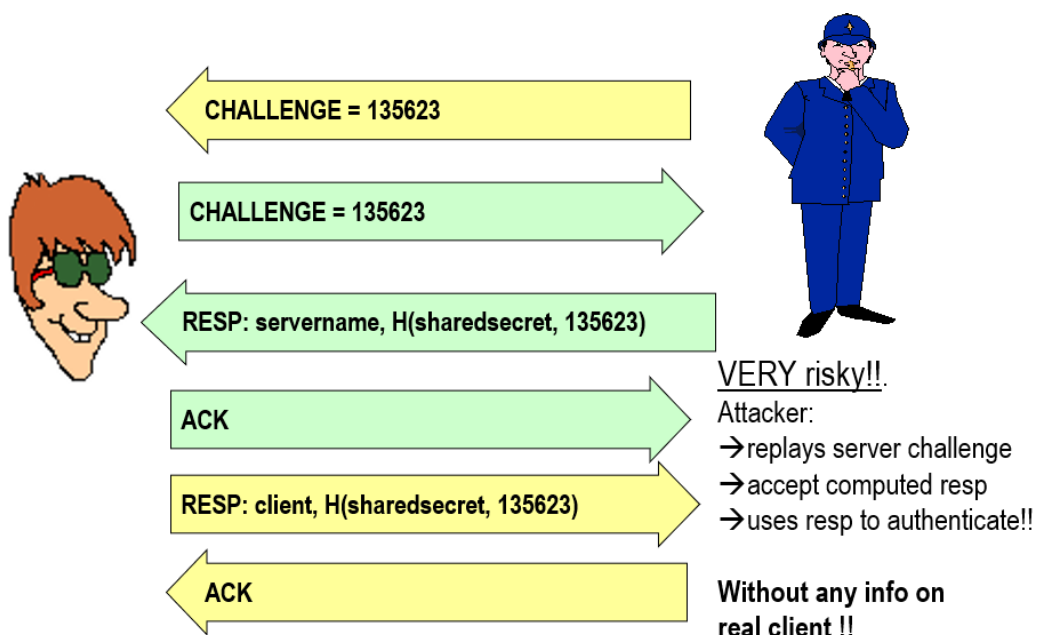 CHALLENGE = 135623
CHALLENGE = 135623
RESP: servername, H(sharedsecret, 135623)
ACK
RESP: client, H(sharedsecret, 135623)
ACK
VERY risky!!.
Attacker:
→replays server challenge
→accept computed resp
→uses resp to authenticate!!
Without any info on
real client !!